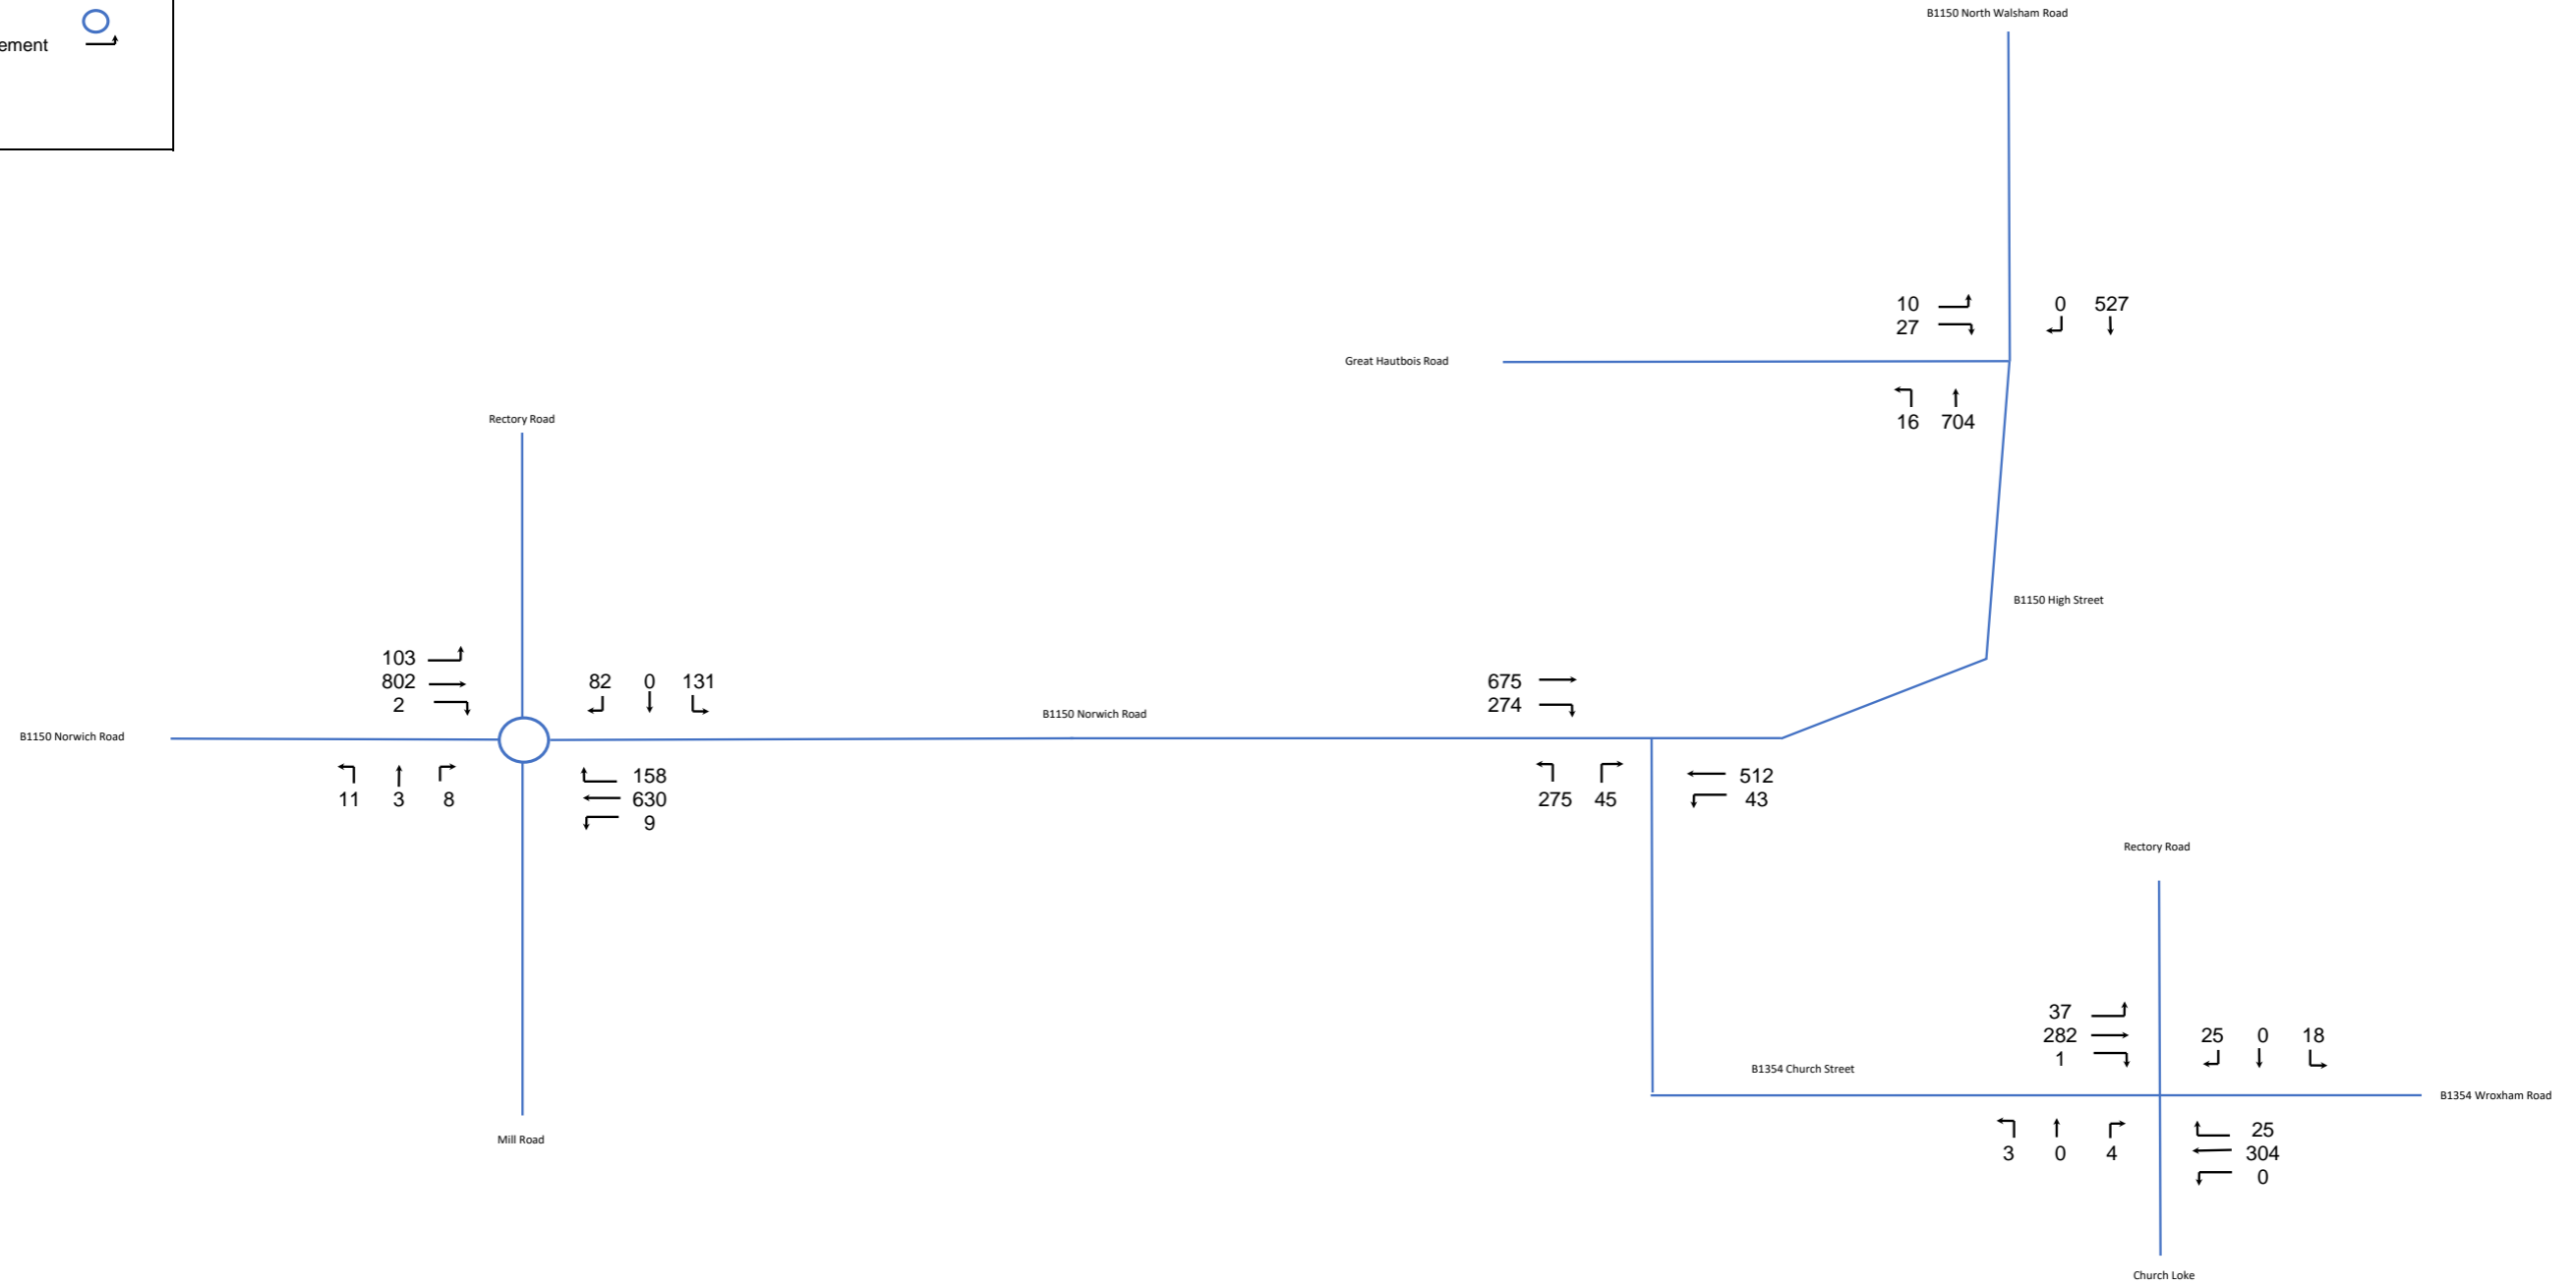 ement
B1150 North Walsham Road
10
0 527
27
Great Hautbois Road
16 704
Rectory Road
B1150 High Street
103
802
2
82 0 131
675
274
B1150 Norwich Road
B1150 Norwich Road
11 3 8
158
630
9
275 45
512
43
Rectory Road
37
282
1
25 0 18
B1354 Church Street
B1354 Wroxham Road
Mill Road
3 0 4
25
304
0
Church Loke